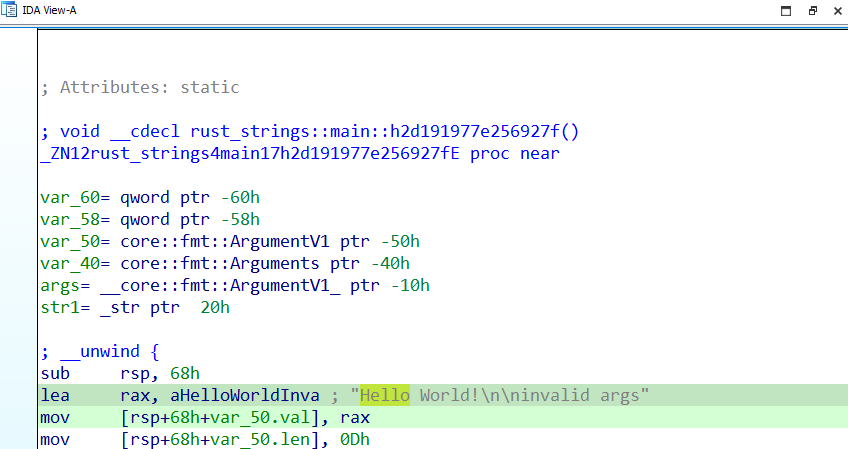 IDA View-A
; Attributes: static
; void __cdecl rust_strings::main::h2d191977e256927f()
_ZN12rust_strings4main17h2d191977e256927fE proc near
var_60= qword ptr -60h
var_58= qword ptr -58h
var_50= core::fmt::ArgumentV1 ptr -50h
var_40= core::fmt::Arguments ptr -40h
args= __core::fmt::ArgumentV1_ ptr -10h
str1= _str ptr  20h
; __unwind {
sub     rsp, 68h
lea     rax, aHelloWorldInva ; "Hello World!\n\ninvalid args"
mov     [rsp+68h+var_50.val], rax
mov     [rsp+68h+var_50.len], 0Dh